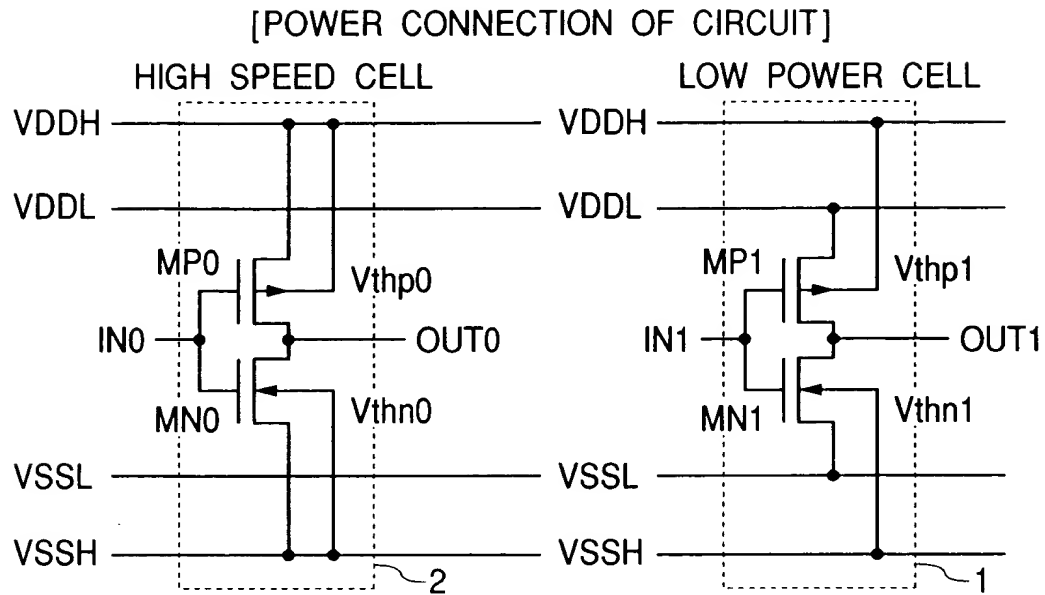 [POWER CONNECTION OF CIRCUIT]
HIGH SPEED CELL
VDDH
VDDL
MP0
Vthp0
IN0
OUT0
MN0
Vthn0
VSSL
VSSH
2
LOW POWER CELL
VDDH
VDDL
MP1
Vthp1
IN1
OUT1
MN1
Vthn1
VSSL
VSSH
1